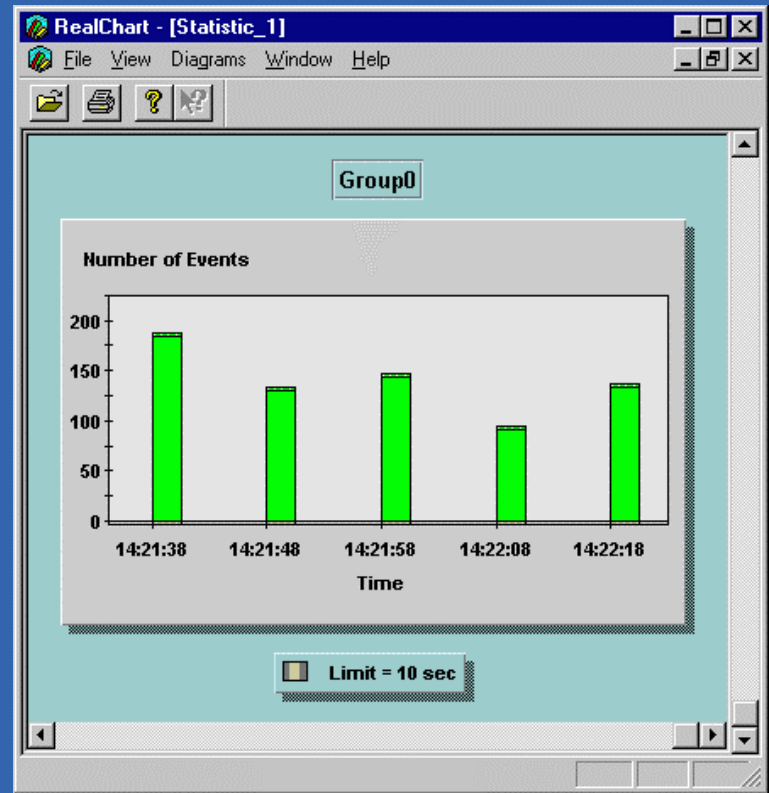 RealChart - [Statistic_1]
File View Diagrams Window Help
Group0
Number of Events
200
150
100
50
0
14:21:38 14:21:48 14:21:58 14:22:08 14:22:18
Time
Limit = 10 sec